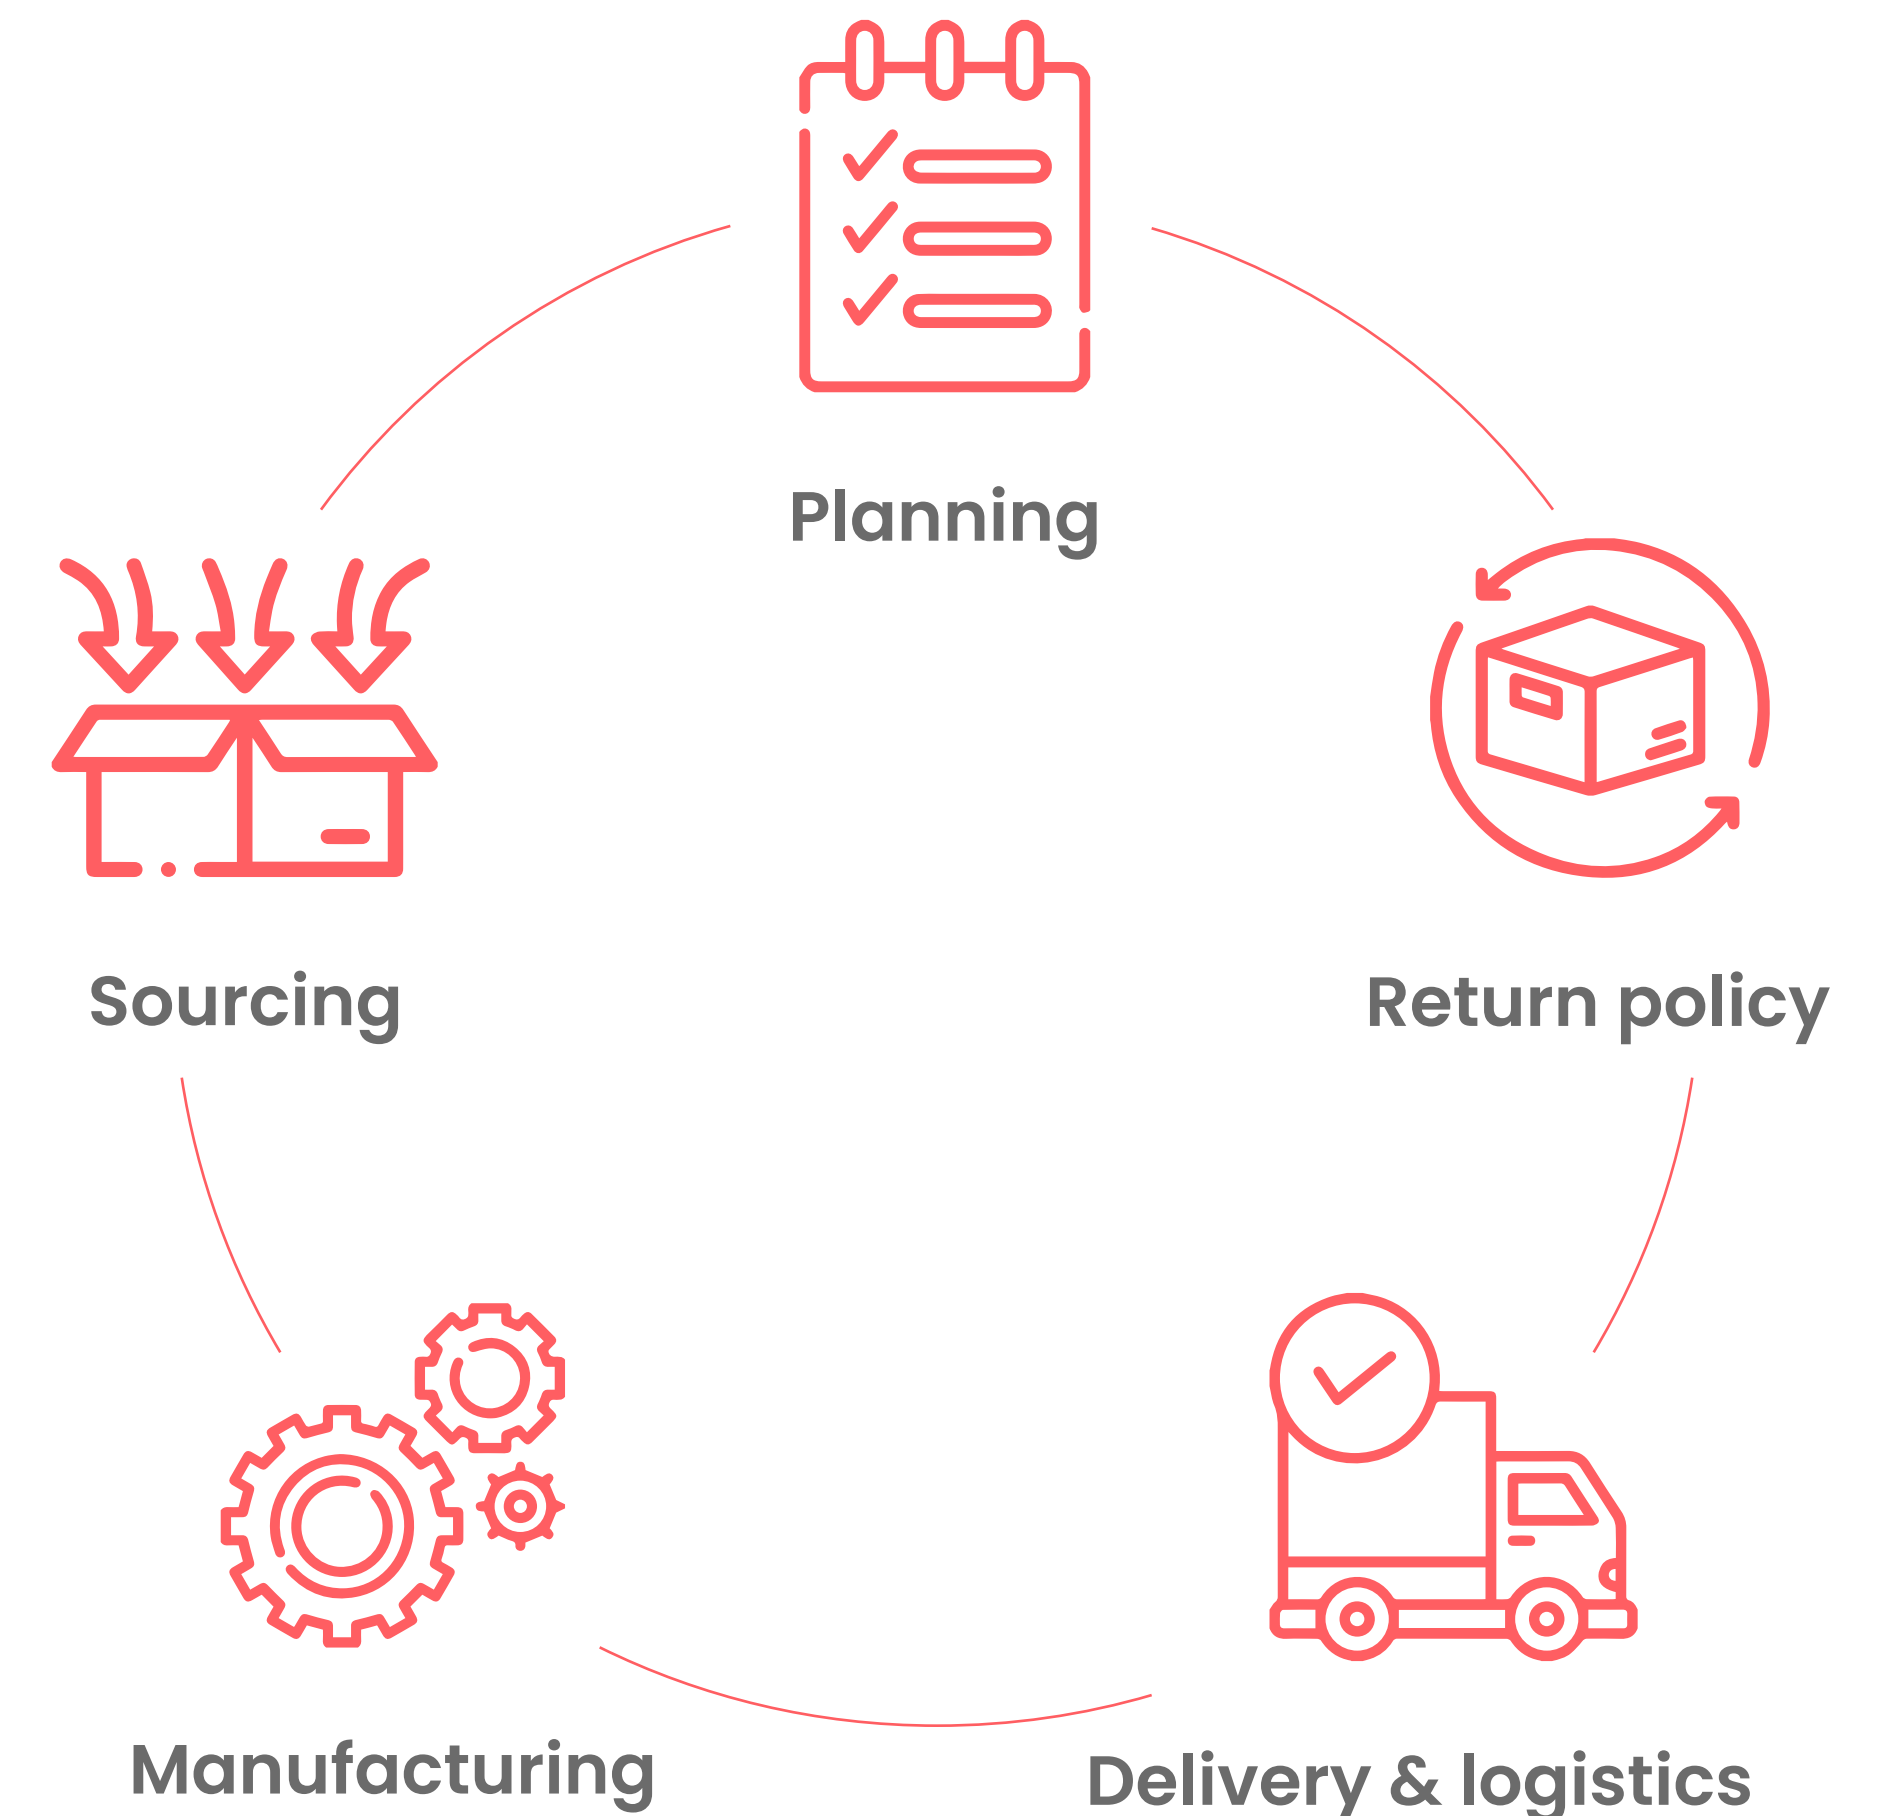 Planning
Sourcing
Return policy
Manufacturing
Delivery & logistics